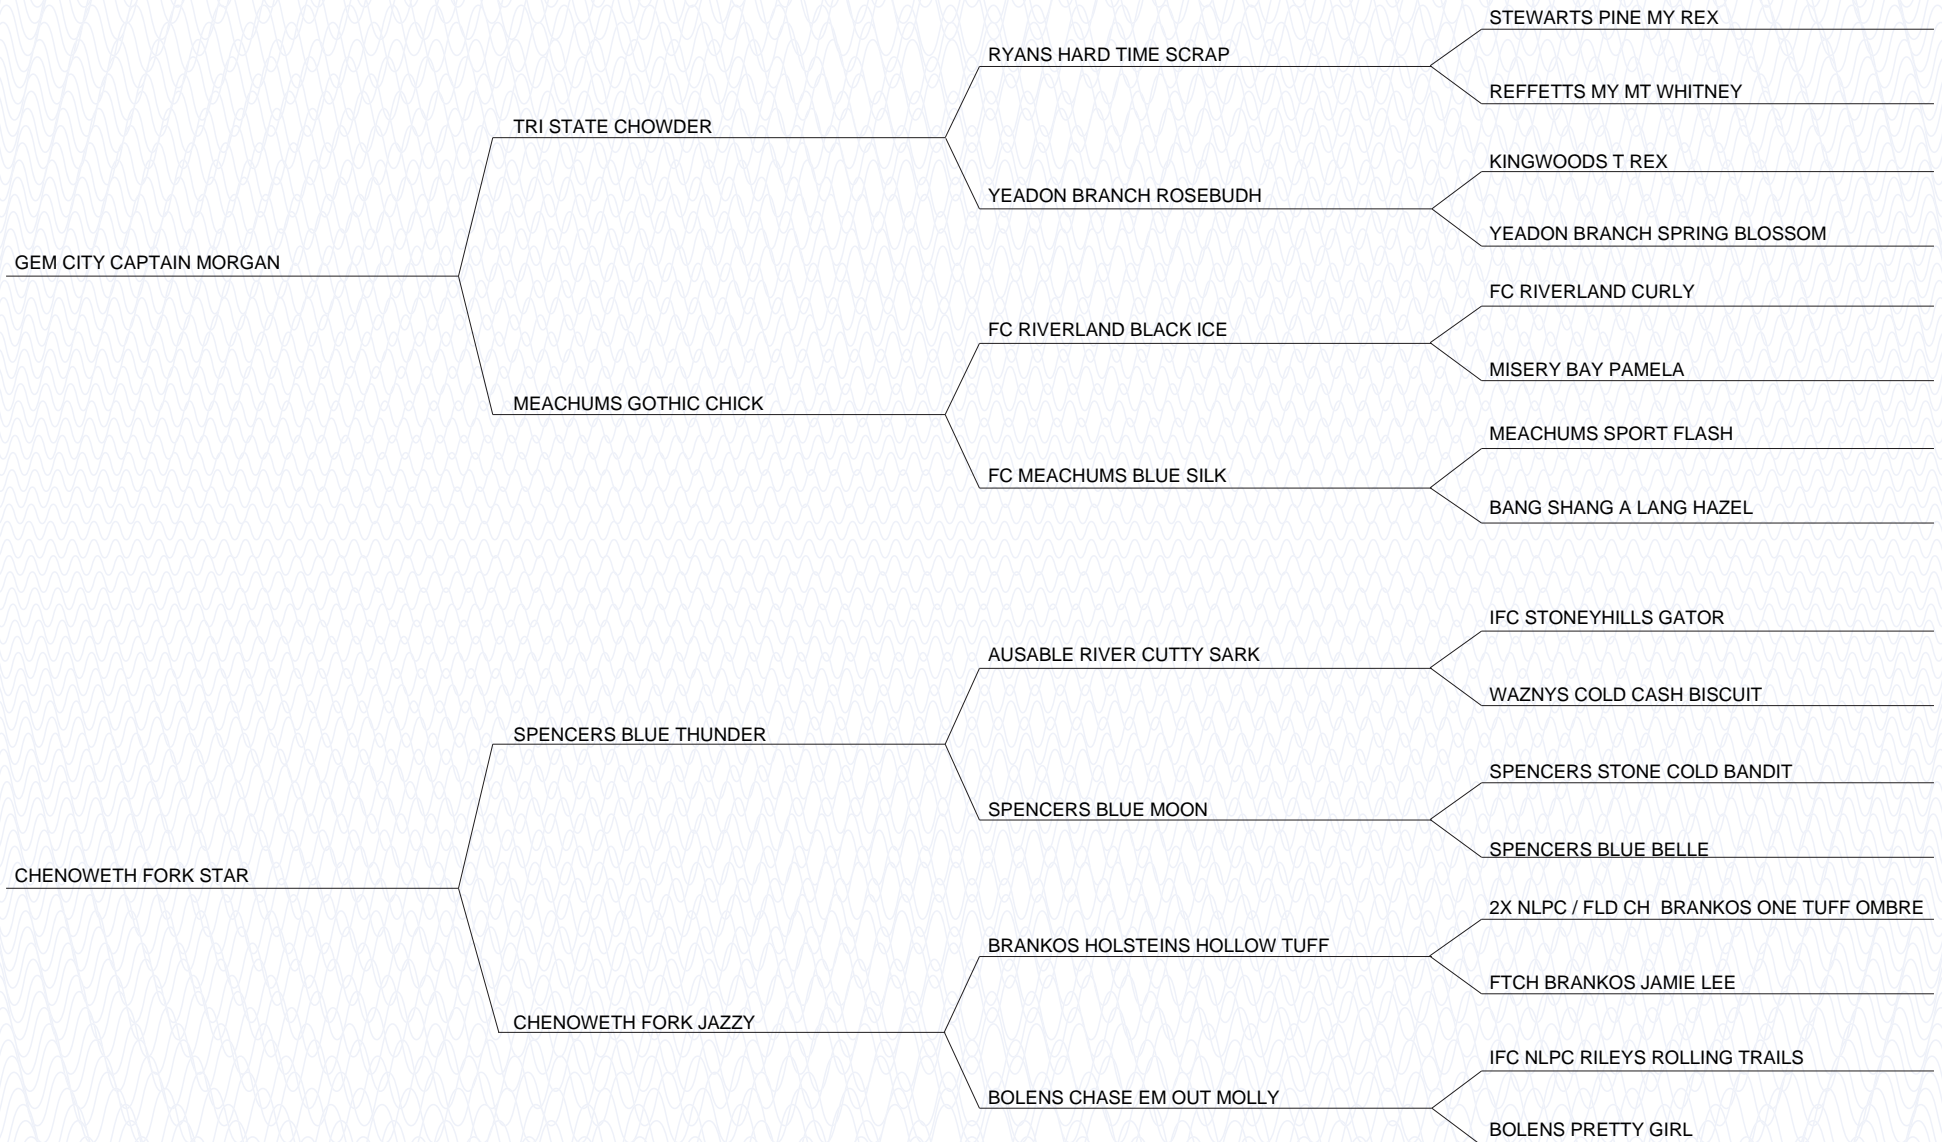 STEWARTS PINE MY REX
RYANS HARD TIME SCRAP
REFFETTS MY MT WHITNEY
TRI STATE CHOWDER
KINGWOODS T REX
YEADON BRANCH ROSEBUDH
YEADON BRANCH SPRING BLOSSOM
GEM CITY CAPTAIN MORGAN
FC RIVERLAND CURLY
FC RIVERLAND BLACK ICE
MISERY BAY PAMELA
MEACHUMS GOTHIC CHICK
MEACHUMS SPORT FLASH
FC MEACHUMS BLUE SILK
BANG SHANG A LANG HAZEL
IFC STONEYHILLS GATOR
AUSABLE RIVER CUTTY SARK
WAZNYS COLD CASH BISCUIT
SPENCERS BLUE THUNDER
SPENCERS STONE COLD BANDIT
SPENCERS BLUE MOON
SPENCERS BLUE BELLE
CHENOWETH FORK STAR
2X NLPC / FLD CH  BRANKOS ONE TUFF OMBRE
BRANKOS HOLSTEINS HOLLOW TUFF
FTCH BRANKOS JAMIE LEE
CHENOWETH FORK JAZZY
IFC NLPC RILEYS ROLLING TRAILS
BOLENS CHASE EM OUT MOLLY
BOLENS PRETTY GIRL